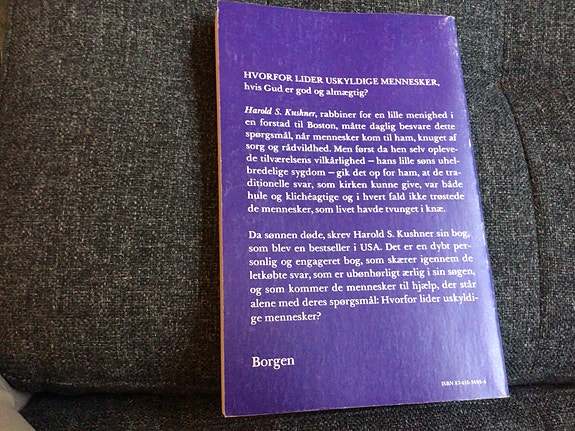 HVORFOR LIDER USKYLDIGE MENNESKER,
hvis Gud er god og almægtig?
Harold S. Kushner, rabbiner for en lille menighed i
en forstad til Boston, måtte daglig besvare dette
spørgsmål, når mennesker kom til ham, knuget af
sorg og rådvildhed. Men først da hen selv opleve-
de tilværelsens vilkårlighed – hans lille søns uhel-
bredelige sygdom – gik det op for ham, at de tra-
ditionelle svar, som kirken kunne give, var både
hule og klichéagtige og i hvert fald ikke trøstede
de mennesker, som livet havde tvunget i knæ.
Da sønnen døde, skrev Harold S. Kushner sin bog,
som blev en bestseller i USA. Det er en dybt per-
sonlig og engageret bog, som skærer igennem de
letkøbte svar, som er ubønhørligt ærlig i sin søgen,
og som kommer de mennesker til hjælp, der står
alene med deres spørgsmål: Hvorfor lider uskyldi-
ge mennesker?
Borgen
ISBN